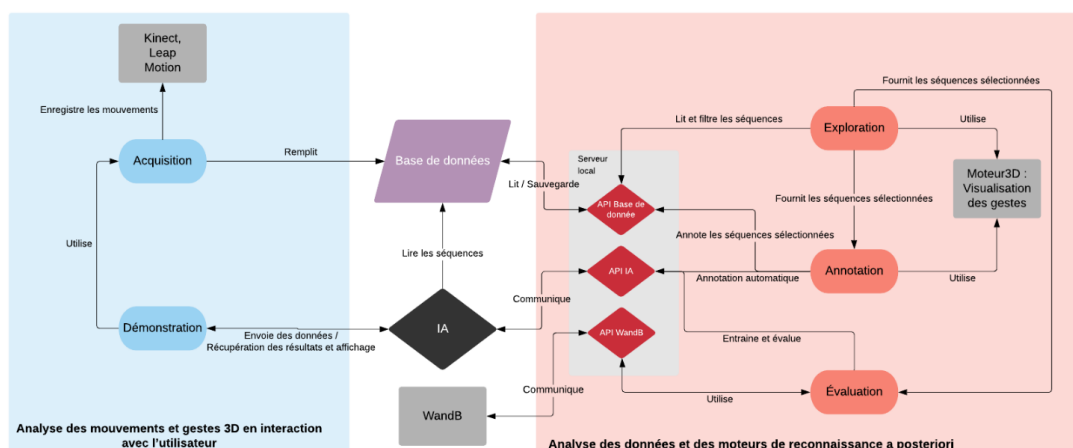 Kinect,
Leap
Motion
Enregistre les mouvements
Acquisition
Remplit
Base de données
Utilise
Lire les séquences
Démonstration
Envoie des données /
Récupération des résultats et affichage
IA
WandB
Analyse des mouvements et gestes 3D en interaction
avec l'utilisateur
Fournit les séquences sélectionnées
Lit et filtre les séquences
Exploration
Utilise
Serveur
local
Lit / Sauvegarde
API Base de
donnée
Moteur3D :
Visualisation
des gestes
Fournit les séquences sélectionnées
Annote les séquences sélectionnées
API IA
Annotation automatique
Annotation
Utilise
Communique
API WandB
Entraine et évalue
Communique
Utilise
Évaluation
Analyse des données et des moteurs de reconnaissance a posteriori